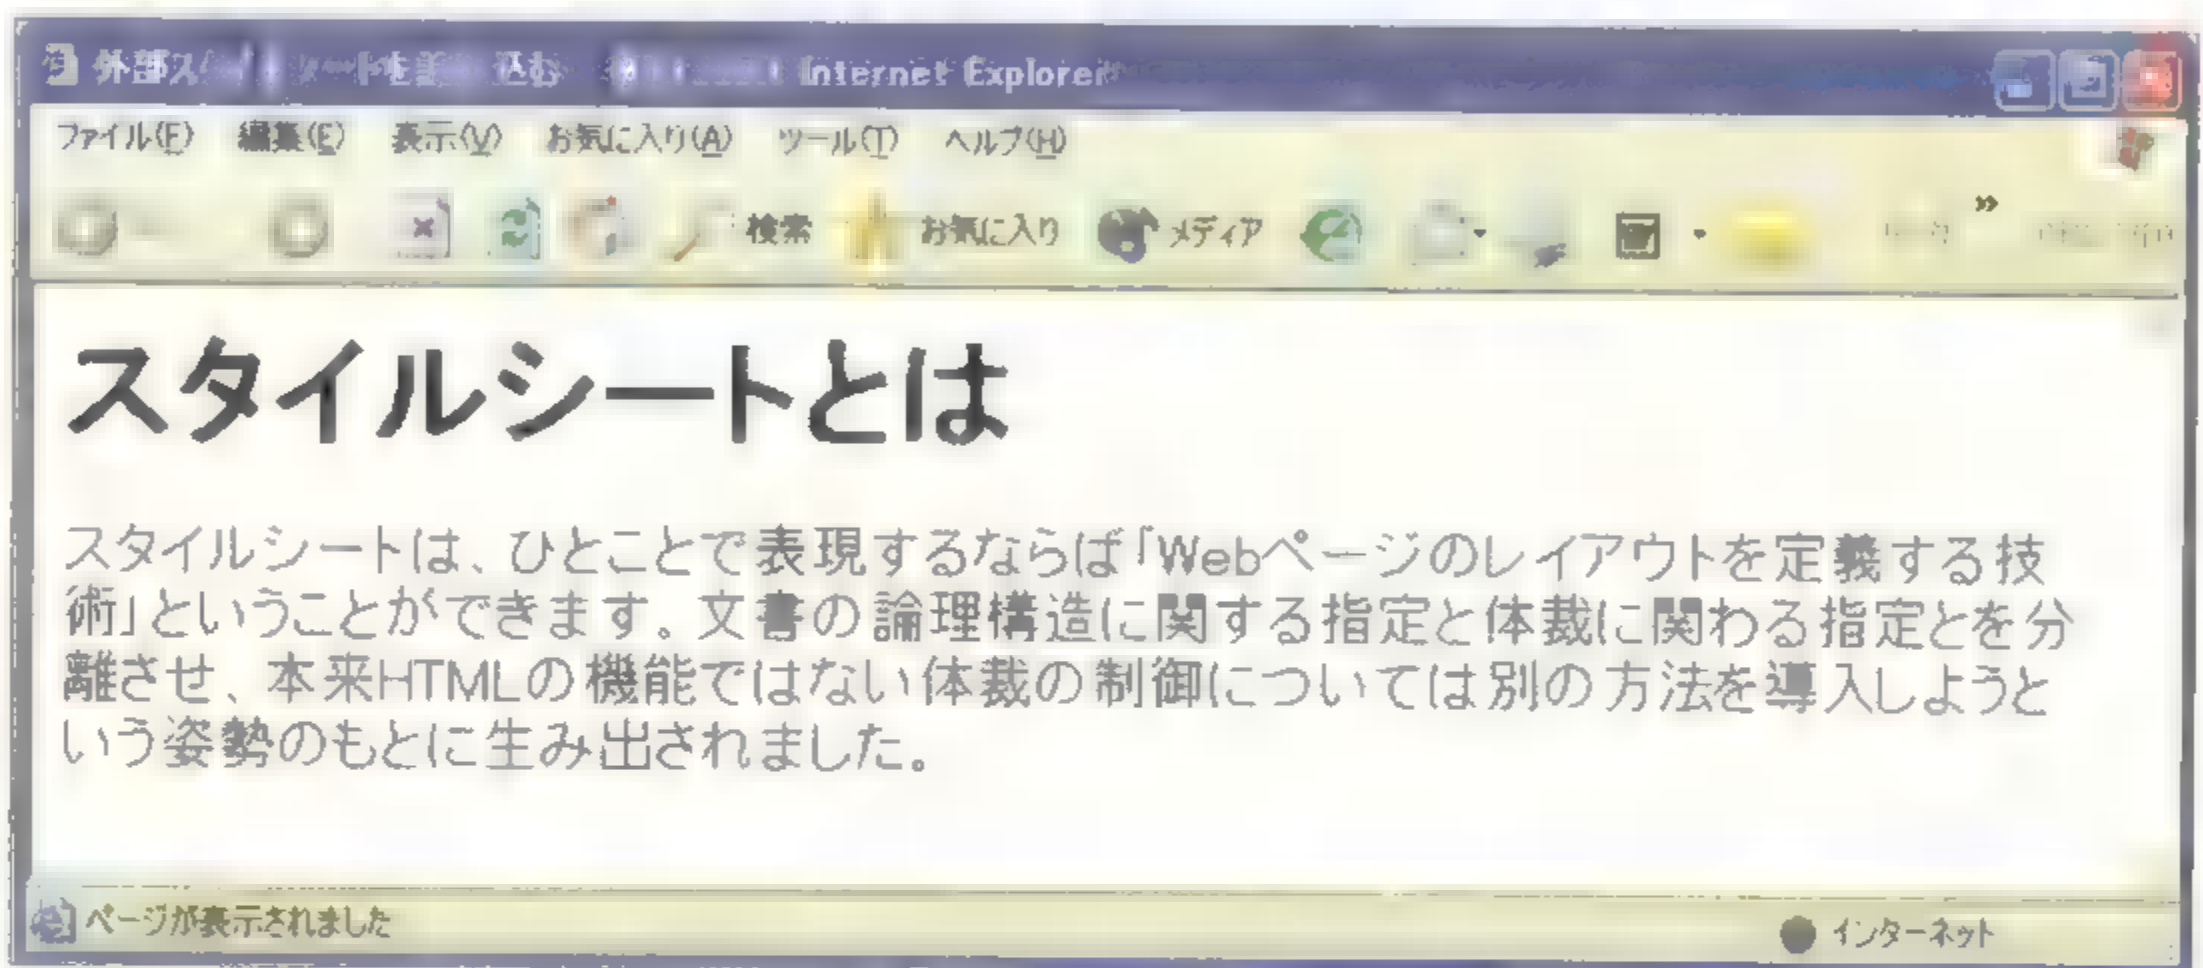 外部ス 込む Internet Explorer
ファイル(F) 編集(E) 表示(V) お気に入り(A) ツール(T) ヘルプ(H)
検索 お気に入り メディア »
スタイルシートとは
スタイルシートは、ひとことで表現するならば「Webページのレイアウトを定義する技
術」ということができます。文書の論理構造に関する指定と体裁に関わる指定とを分
離させ、本来HTMLの機能ではない体裁の制御については別の方法を導入しようと
いう姿勢のもとに生み出されました。
ページが表示されました インターネット